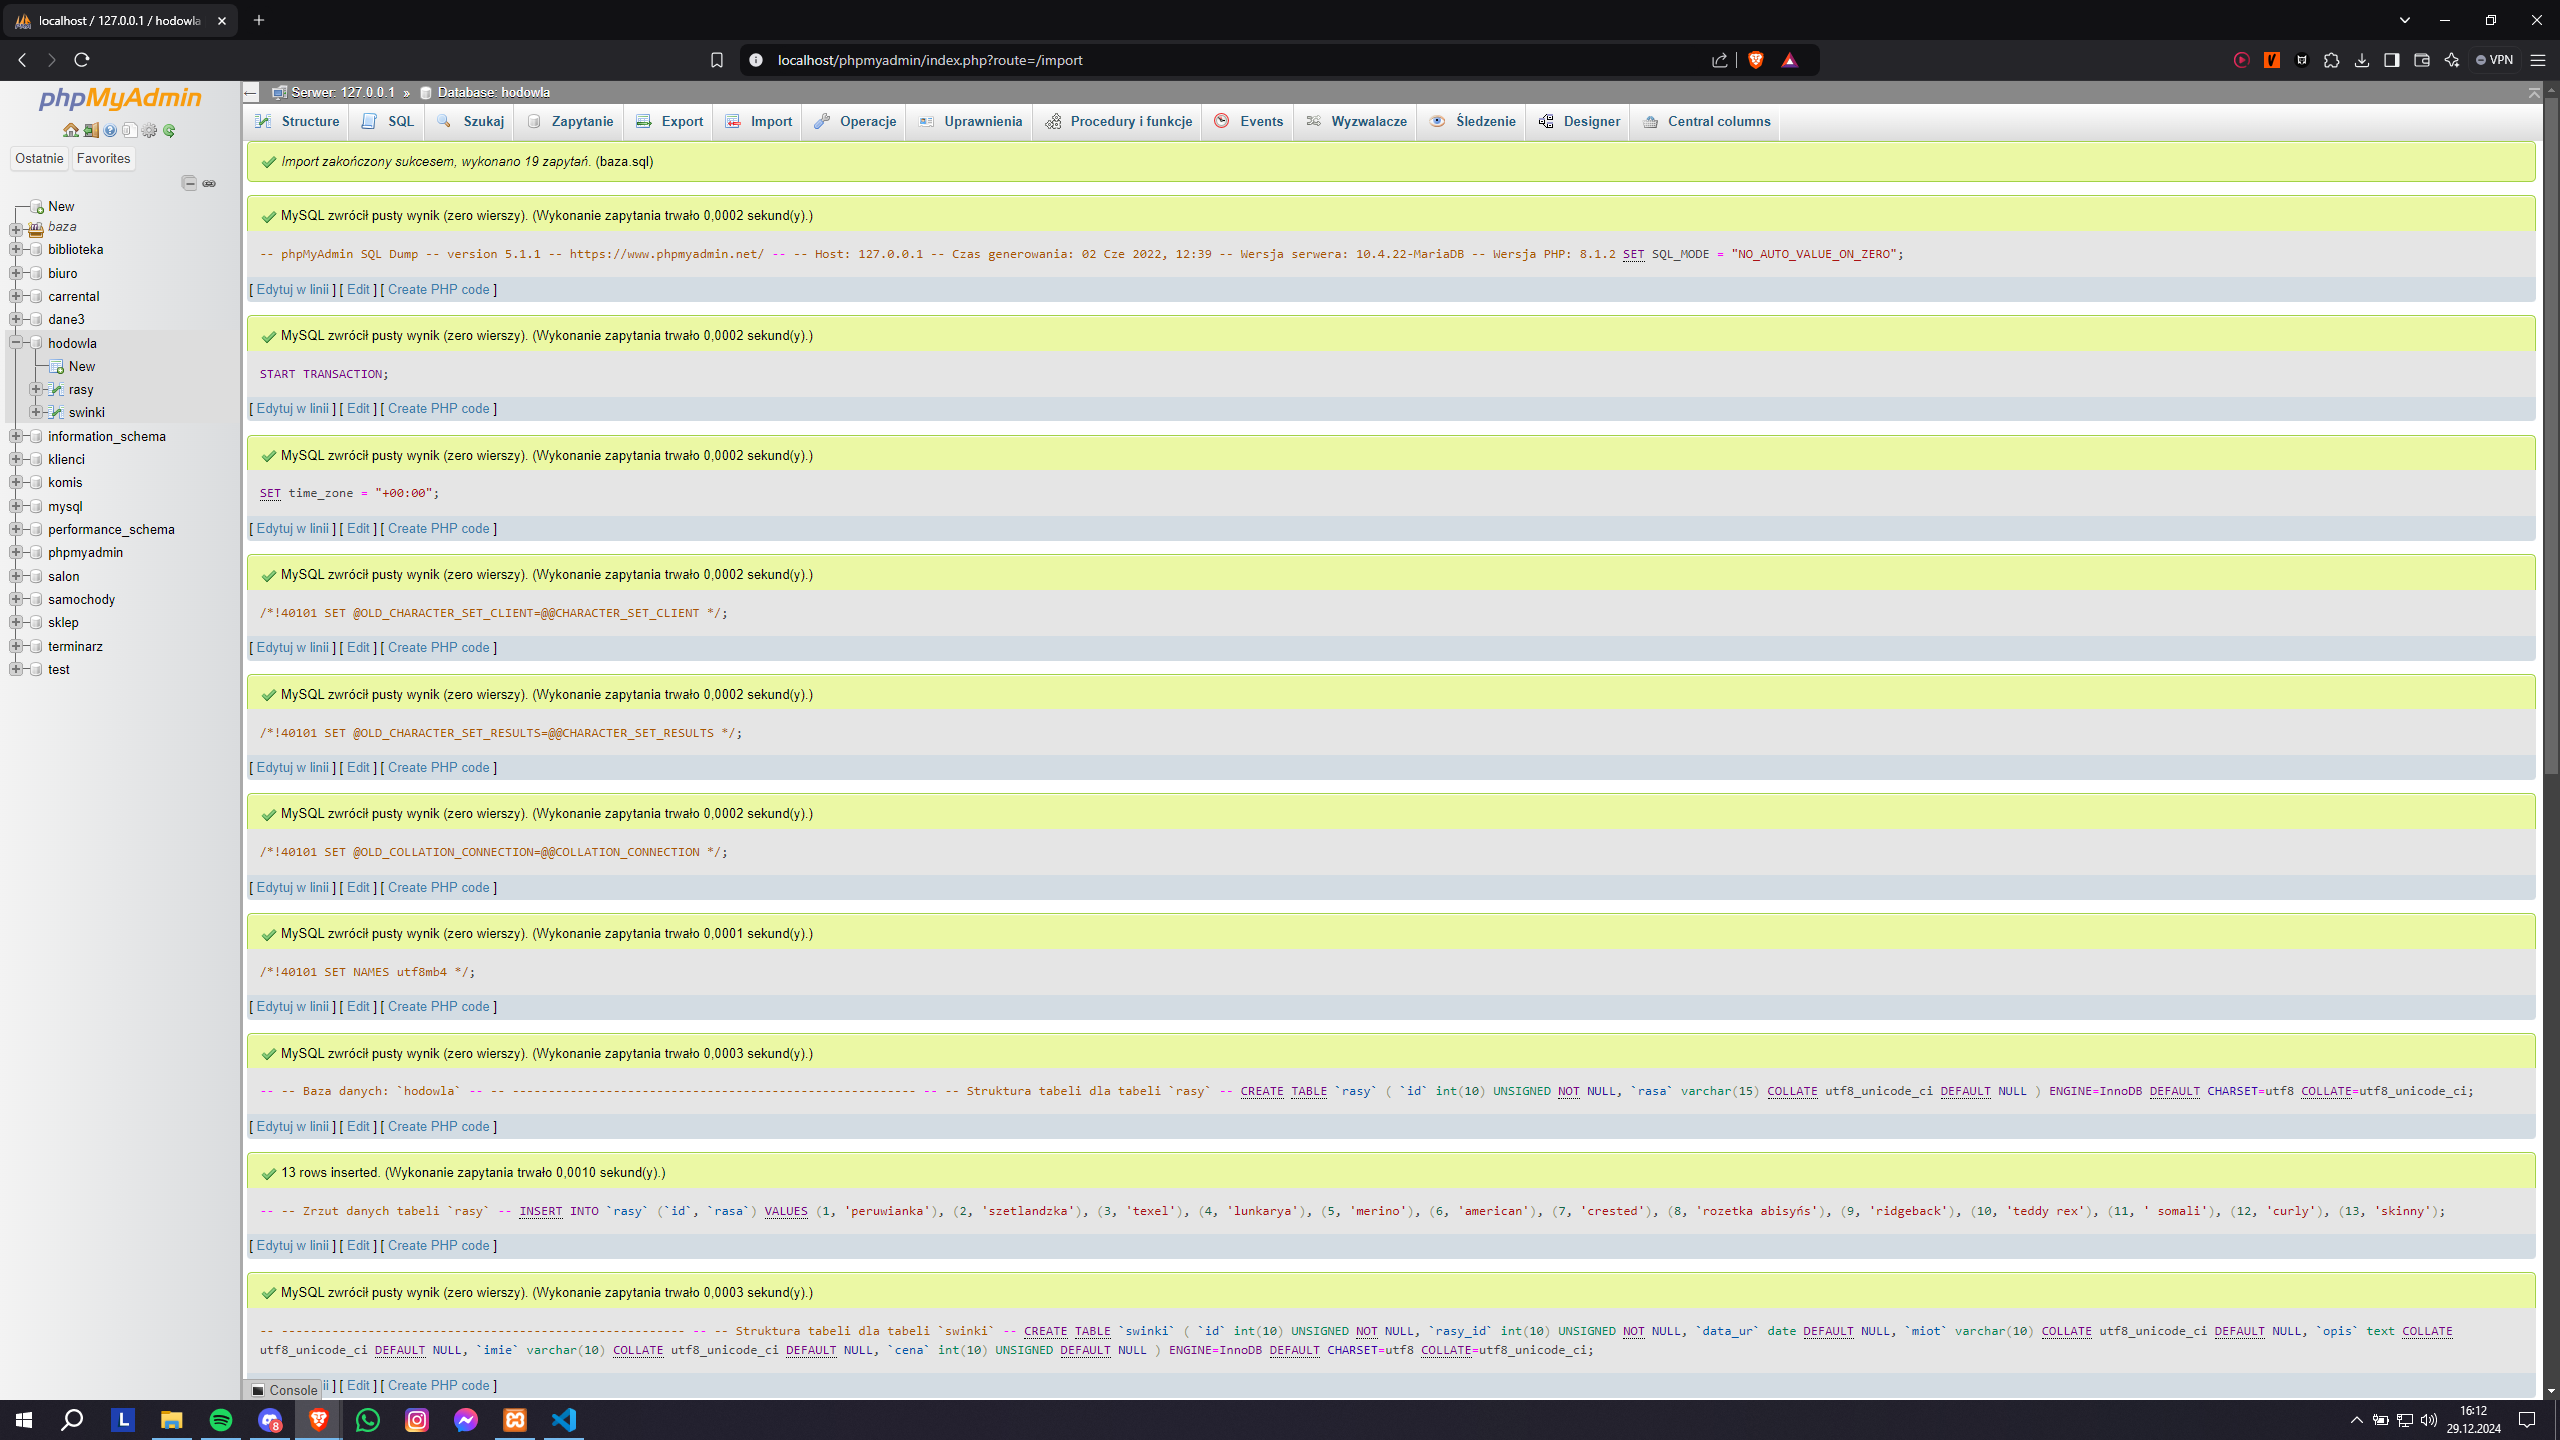 localhost / 127.0.0.1 / hodowla
localhost/phpmyadmin/index.php?route=/import
VPN
phpMyAdmin
Ostatnie Favorites
New
baza
biblioteka
biuro
carrental
dane3
hodowla
New
rasy
swinki
information_schema
klienci
komis
mysql
performance_schema
phpmyadmin
salon
samochody
sklep
terminarz
test
Serwer: 127.0.0.1 » Database: hodowla
Structure SQL Szukaj Zapytanie Export Import Operacje Uprawnienia Procedury i funkcje Events Wyzwalacze Śledzenie Designer Central columns
Import zakończony sukcesem, wykonano 19 zapytań. (baza.sql)
MySQL zwrócił pusty wynik (zero wierszy). (Wykonanie zapytania trwało 0,0002 sekund(y).)
-- phpMyAdmin SQL Dump -- version 5.1.1 -- https://www.phpmyadmin.net/ -- -- Host: 127.0.0.1 -- Czas generowania: 02 Cze 2022, 12:39 -- Wersja serwera: 10.4.22-MariaDB -- Wersja PHP: 8.1.2 SET SQL_MODE = "NO_AUTO_VALUE_ON_ZERO";
[ Edytuj w linii ] [ Edit ] [ Create PHP code ]
MySQL zwrócił pusty wynik (zero wierszy). (Wykonanie zapytania trwało 0,0002 sekund(y).)
START TRANSACTION;
[ Edytuj w linii ] [ Edit ] [ Create PHP code ]
MySQL zwrócił pusty wynik (zero wierszy). (Wykonanie zapytania trwało 0,0002 sekund(y).)
SET time_zone = "+00:00";
[ Edytuj w linii ] [ Edit ] [ Create PHP code ]
MySQL zwrócił pusty wynik (zero wierszy). (Wykonanie zapytania trwało 0,0002 sekund(y).)
/*!40101 SET @OLD_CHARACTER_SET_CLIENT=@@CHARACTER_SET_CLIENT */;
[ Edytuj w linii ] [ Edit ] [ Create PHP code ]
MySQL zwrócił pusty wynik (zero wierszy). (Wykonanie zapytania trwało 0,0002 sekund(y).)
/*!40101 SET @OLD_CHARACTER_SET_RESULTS=@@CHARACTER_SET_RESULTS */;
[ Edytuj w linii ] [ Edit ] [ Create PHP code ]
MySQL zwrócił pusty wynik (zero wierszy). (Wykonanie zapytania trwało 0,0002 sekund(y).)
/*!40101 SET @OLD_COLLATION_CONNECTION=@@COLLATION_CONNECTION */;
[ Edytuj w linii ] [ Edit ] [ Create PHP code ]
MySQL zwrócił pusty wynik (zero wierszy). (Wykonanie zapytania trwało 0,0001 sekund(y).)
/*!40101 SET NAMES utf8mb4 */;
[ Edytuj w linii ] [ Edit ] [ Create PHP code ]
MySQL zwrócił pusty wynik (zero wierszy). (Wykonanie zapytania trwało 0,0003 sekund(y).)
-- -- Baza danych: `hodowla` -- -- -------------------------------------------------------- -- -- Struktura tabeli dla tabeli `rasy` -- CREATE TABLE `rasy` ( `id` int(10) UNSIGNED NOT NULL, `rasa` varchar(15) COLLATE utf8_unicode_ci DEFAULT NULL ) ENGINE=InnoDB DEFAULT CHARSET=utf8 COLLATE=utf8_unicode_ci;
[ Edytuj w linii ] [ Edit ] [ Create PHP code ]
13 rows inserted. (Wykonanie zapytania trwało 0,0010 sekund(y).)
-- -- Zrzut danych tabeli `rasy` -- INSERT INTO `rasy` (`id`, `rasa`) VALUES (1, 'peruwianka'), (2, 'szetlandzka'), (3, 'texel'), (4, 'lunkarya'), (5, 'merino'), (6, 'american'), (7, 'crested'), (8, 'rozetka abisyńs'), (9, 'ridgeback'), (10, 'teddy rex'), (11, ' somali'), (12, 'curly'), (13, 'skinny');
[ Edytuj w linii ] [ Edit ] [ Create PHP code ]
MySQL zwrócił pusty wynik (zero wierszy). (Wykonanie zapytania trwało 0,0003 sekund(y).)
-- -------------------------------------------------------- -- -- Struktura tabeli dla tabeli `swinki` -- CREATE TABLE `swinki` ( `id` int(10) UNSIGNED NOT NULL, `rasy_id` int(10) UNSIGNED NOT NULL, `data_ur` date DEFAULT NULL, `miot` varchar(10) COLLATE utf8_unicode_ci DEFAULT NULL, `opis` text COLLATE
utf8_unicode_ci DEFAULT NULL, `imie` varchar(10) COLLATE utf8_unicode_ci DEFAULT NULL, `cena` int(10) UNSIGNED DEFAULT NULL ) ENGINE=InnoDB DEFAULT CHARSET=utf8 COLLATE=utf8_unicode_ci;
Console ii ] [ Edit ] [ Create PHP code ]
L
8
16:12
29.12.2024